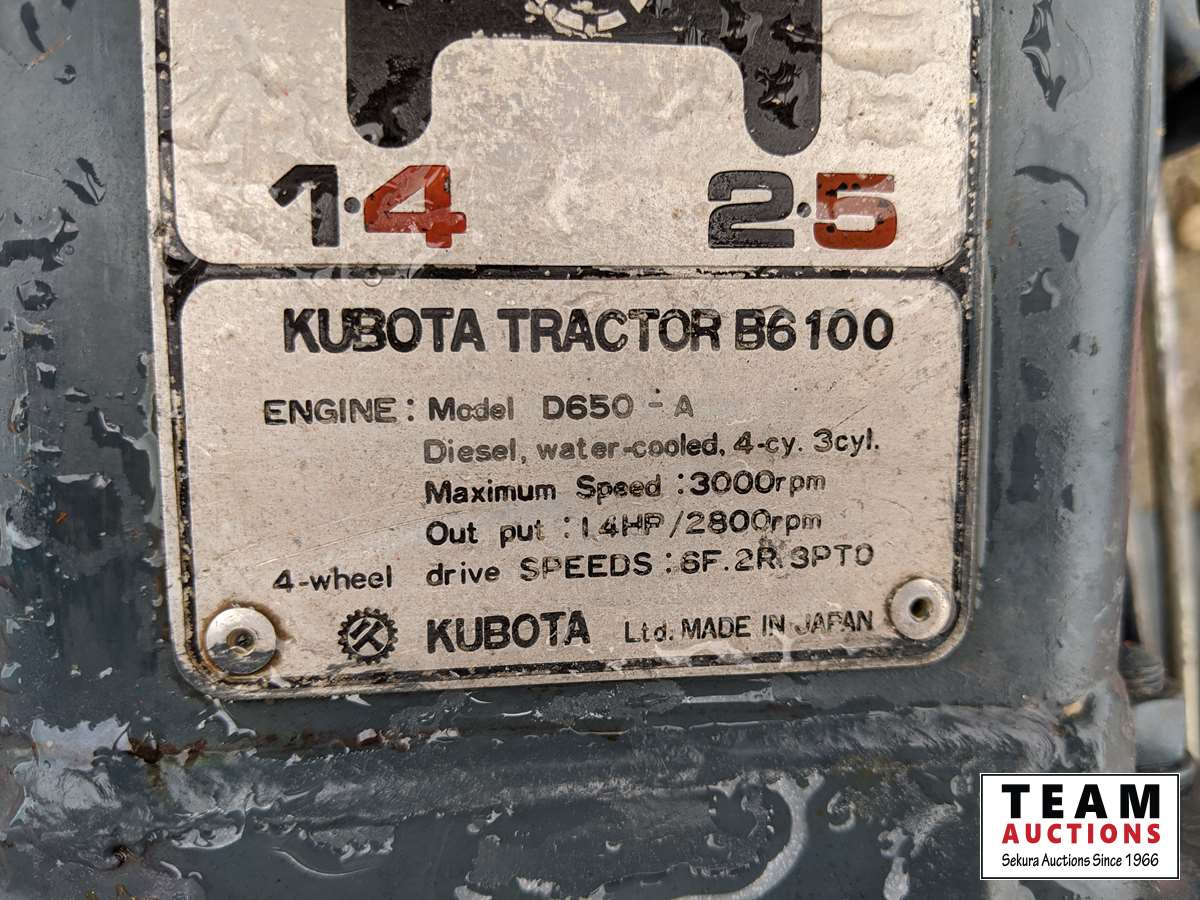 1·4 2·5
KUBOTA TRACTOR B6100
ENGINE: Model D650-A
Diesel, water-cooled, 4-cy. 3cyl.
Maximum Speed :3000rpm
Out put : 14HP/2800rpm
4-wheel drive SPEEDS : 6F. 2R. 3PTO
KUBOTA Ltd. MADE IN JAPAN
TEAM
AUCTIONS
Sekura Auctions Since 1966